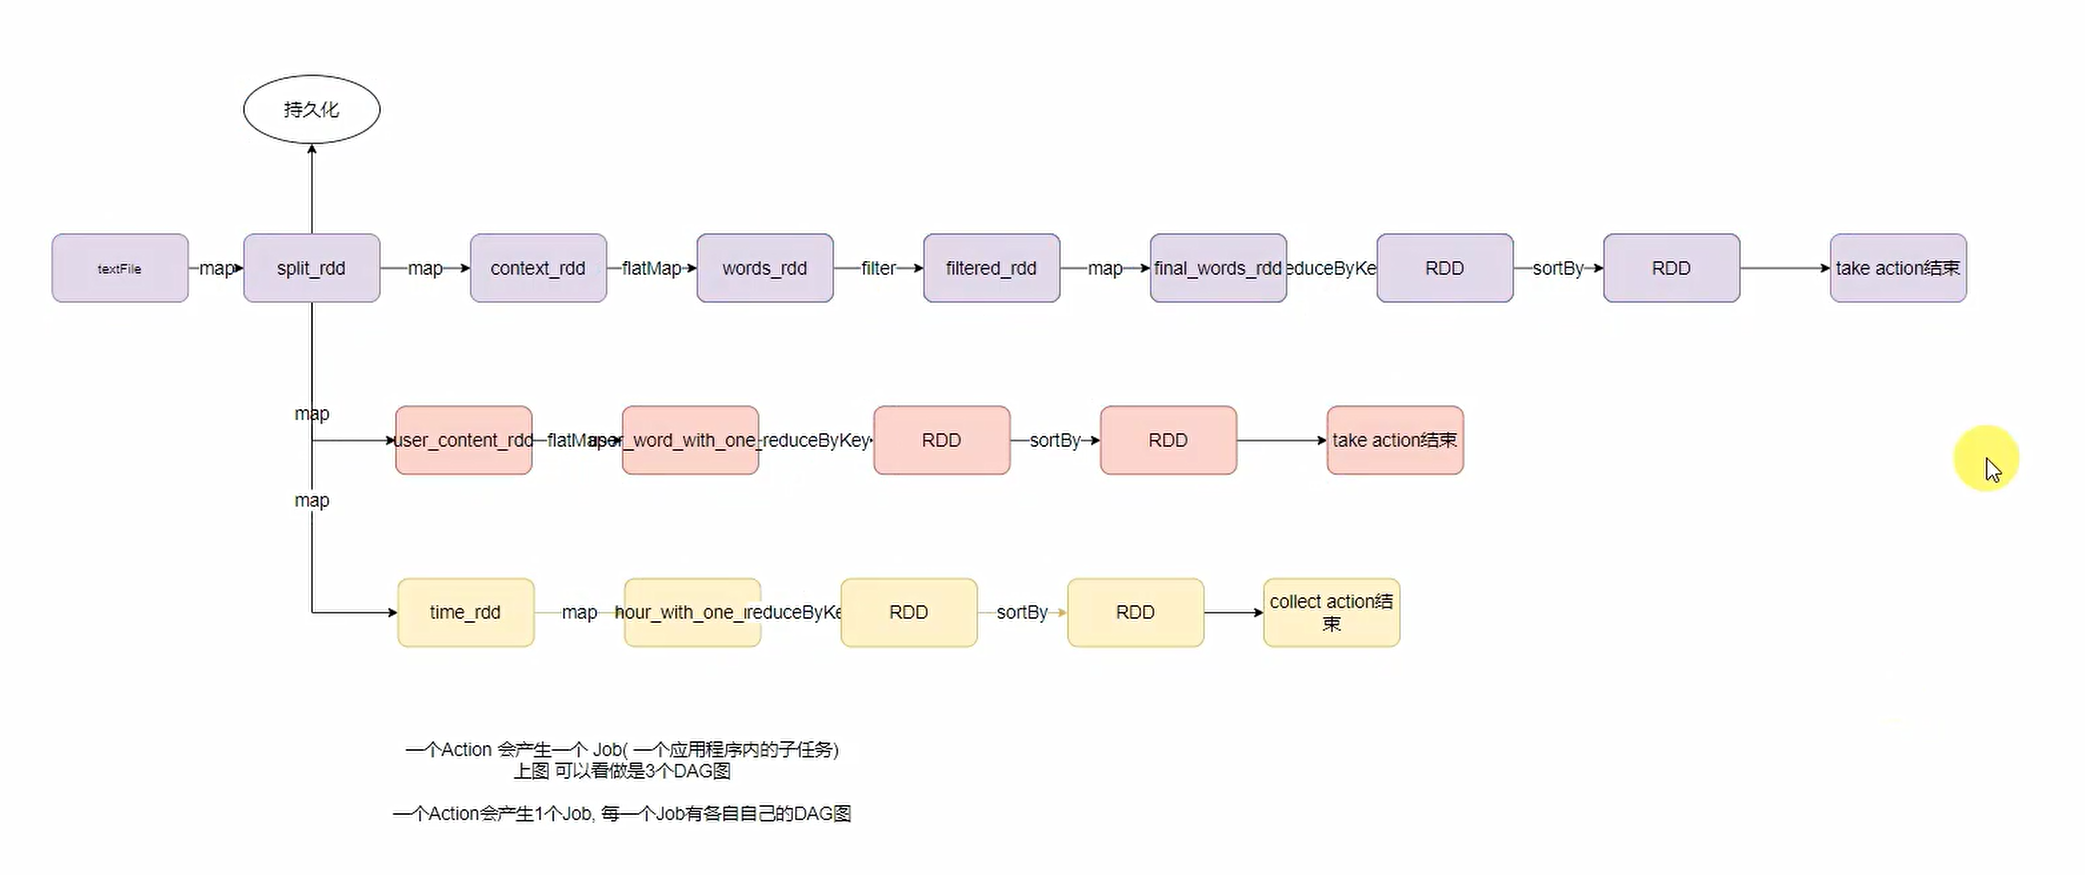 持久化
textFile
map
split_rdd
map
context_rdd
flatMap
words_rdd
filter
filtered_rdd
map
final_words_rdd
educeByKe
RDD
sortBy
RDD
take action结束
map
user_content_rdd
flatMap
er_word_with_one_
reduceByKey
RDD
sortBy
RDD
take action结束
map
time_rdd
map
hour_with_one_
reduceByKe
RDD
sortBy
RDD
collect action结
束
一个Action 会产生一个 Job( 一个应用程序内的子任务)
上图 可以看做是3个DAG图
一个Action会产生1个Job, 每一个Job有各自自己的DAG图